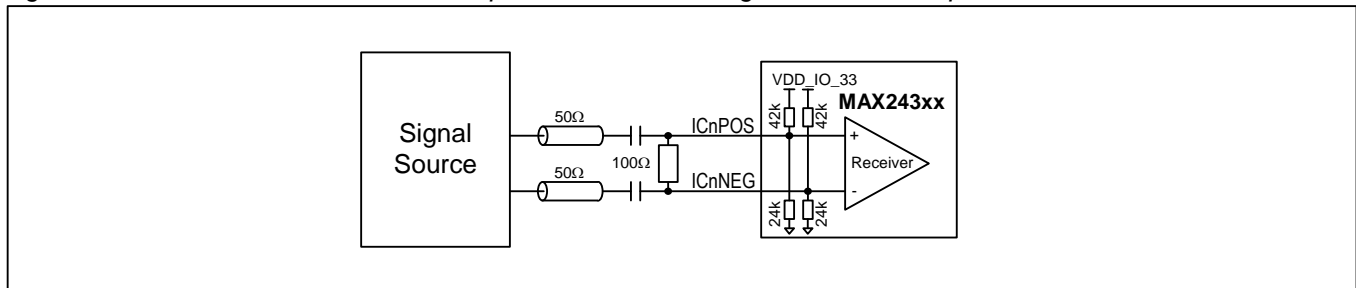 VDD_IO_33
MAX243xx
42k
42k
50Ω
ICnPOS
Signal
Source
+
Receiver
100Ω
50Ω
ICnNEG
-
24k
24k